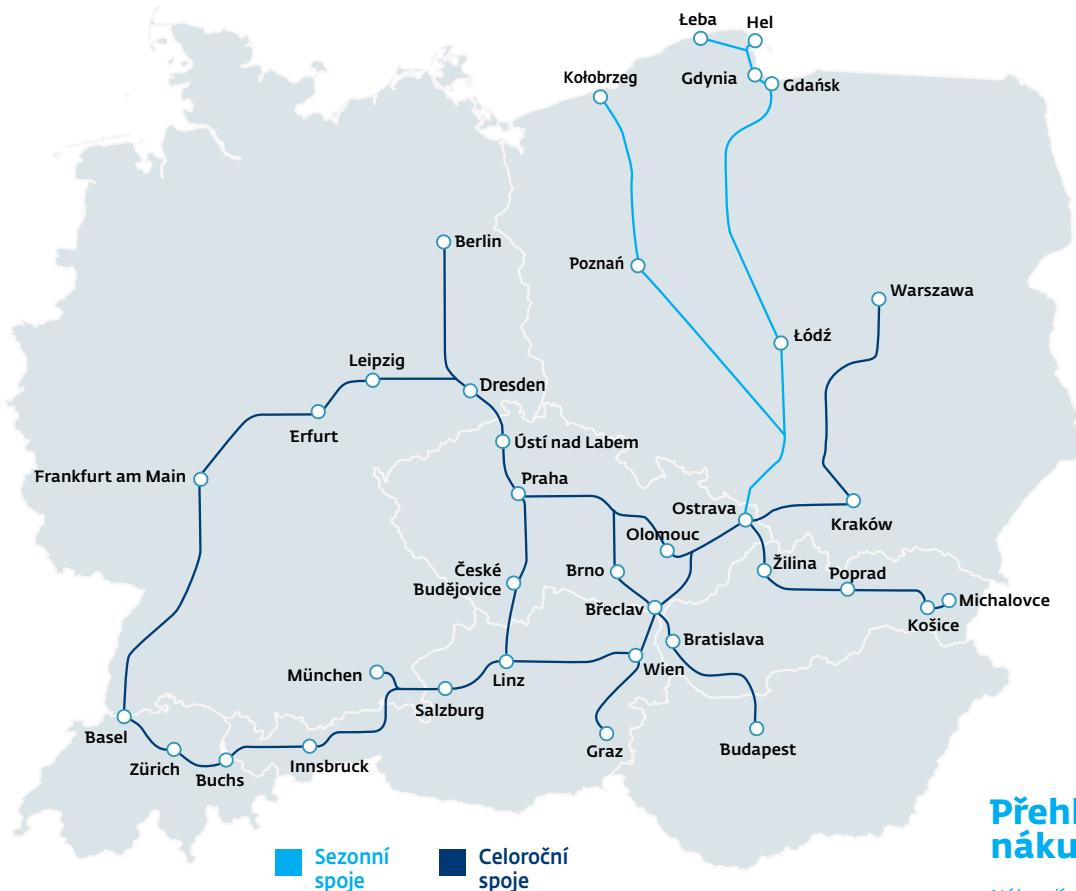 Łeba
Hel
Kołobrzeg
Gdynia
Gdańsk
Berlin
Poznań
Warszawa
Łódź
Leipzig
Dresden
Erfurt
Ústí nad Labem
Frankfurt am Main
Praha
Ostrava
Kraków
Olomouc
České
Budějovice
Brno
Žilina
Poprad
Břeclav
Michalovce
Košice
Bratislava
München
Linz
Wien
Salzburg
Basel
Zürich
Buchs
Innsbruck
Graz
Budapest
Přehl
náku
Sezonní
spoje
Celoroční
spoje